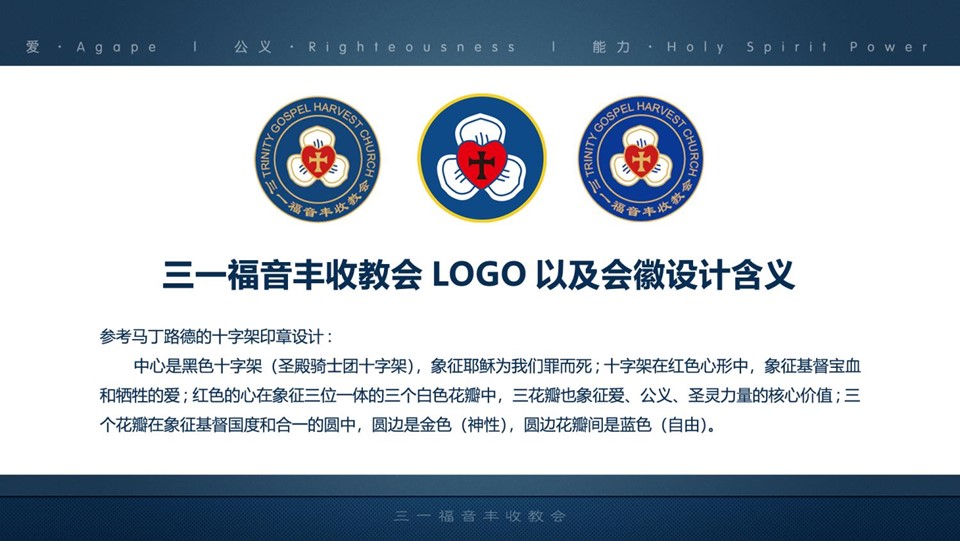 爱 · Agape | 公义 · Righteousness | 能力 · Holy Spirit Power
TRINITY GOSPEL HARVEST CHURCH
三一福音丰收教会
TRINITY GOSPEL HARVEST CHURCH
三一福音丰收教会
三一福音丰收教会 LOGO 以及会徽设计含义
参考马丁路德的十字架印章设计：
中心是黑色十字架（圣殿骑士团十字架），象征耶稣为我们罪而死；十字架在红色心形中，象征基督宝血
和牺牲的爱；红色的心在象征三位一体的三个白色花瓣中，三花瓣也象征爱、公义、圣灵力量的核心价值；三
个花瓣在象征基督国度和合一的圆中，圆边是金色（神性），圆边花瓣间是蓝色（自由）。
三一福音丰收教会